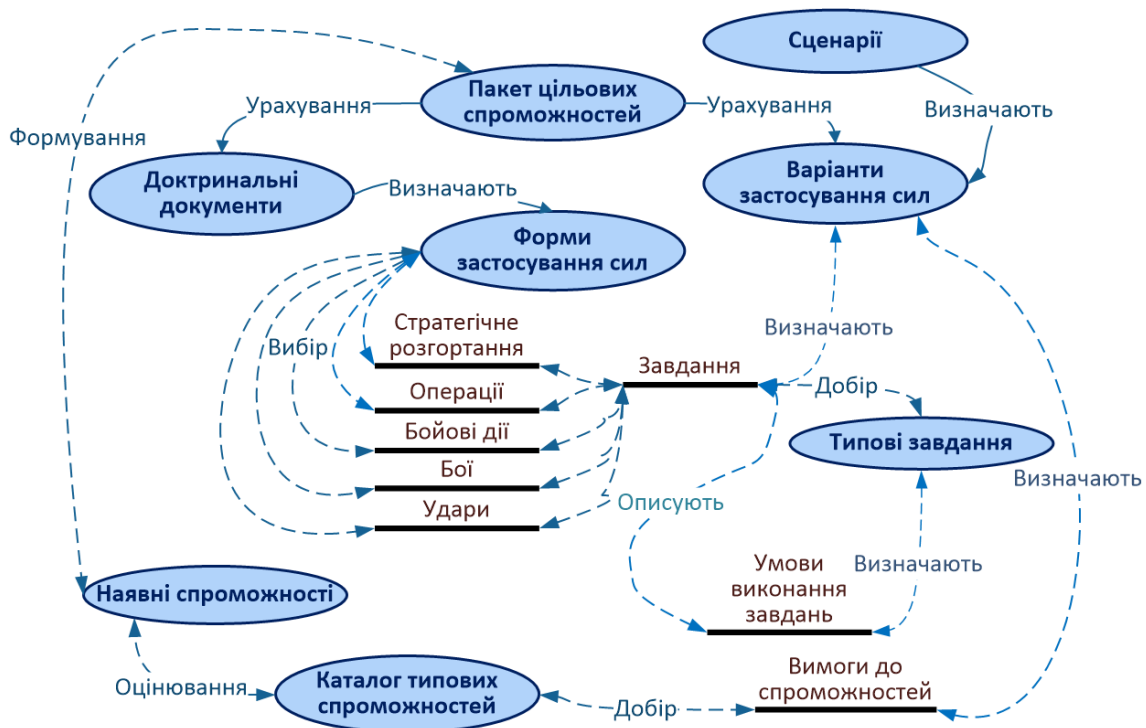 Сценарії
Пакет цільових
спроможностей
Урахування
Урахування
Визначають
Формування
Доктринальні
документи
Визначають
Варіанти
застосування сил
Форми
застосування сил
Стратегічне
розгортання
Вибір
Визначають
Завдання
Операції
Добір
Бойові дії
Типові завдання
Бої
Удари
Описують
Визначають
Умови
виконання
завдань
Визначають
Наявні спроможності
Оцінювання
Каталог типових
спроможностей
Добір
Вимоги до
спроможностей